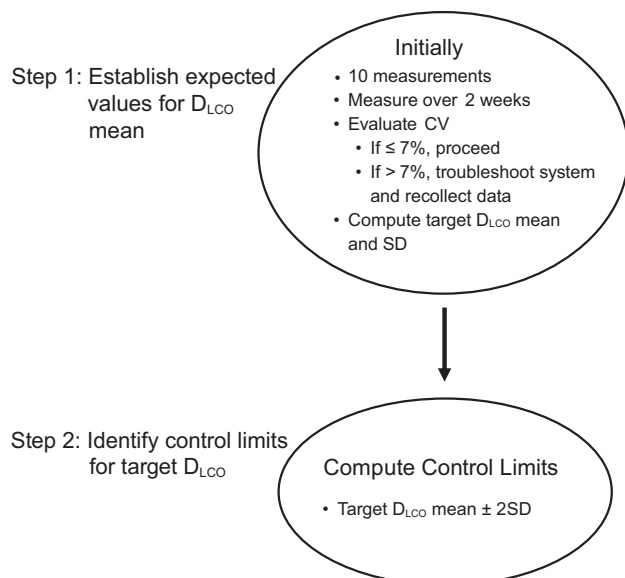 Step 1: Establish expected
values for DLCO
mean
Initially
• 10 measurements
• Measure over 2 weeks
• Evaluate CV
• If ≤ 7%, proceed
• If > 7%, troubleshoot system
and recollect data
• Compute target DLCO mean
and SD
Step 2: Identify control limits
for target DLCO
Compute Control Limits
• Target DLCO mean ± 2SD